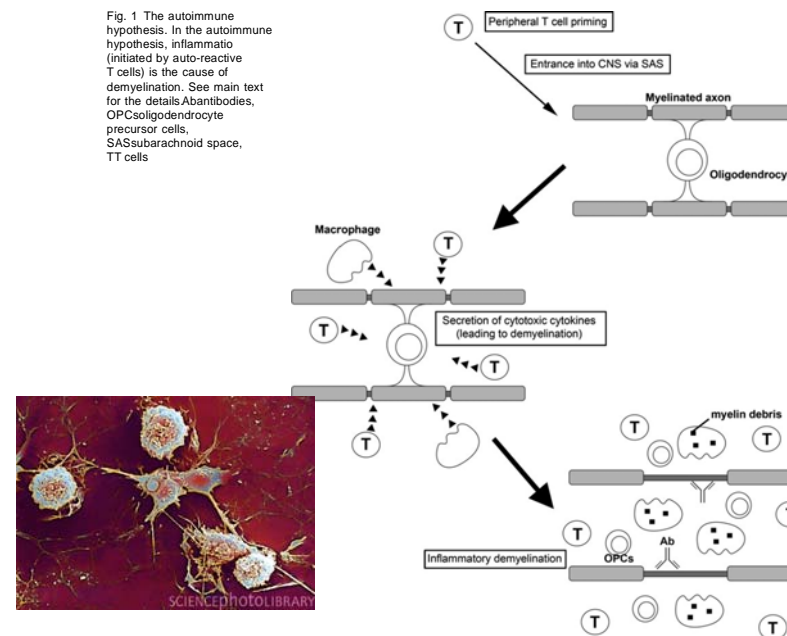 Fig. 1 The autoimmune
hypothesis. In the autoimmune
hypothesis, inflammatio
(initiated by auto-reactive
T cells) is the cause of
demyelination. See main text
for the details.Abantibodies,
OPCsoligodendrocyte
precursor cells,
SASsubarachnoid space,
TT cells
T
Peripheral T cell priming
Entrance into CNS via SAS
Myelinated axon
Oligodendrocy
Macrophage
T
T
Secretion of cytotoxic cytokines
(leading to demyelination)
T
T
myelin debris
T
T
T
T
Ab
OPCs
Inflammatory demyelination
T
T
SCIENCEPHOTOLIBRARY